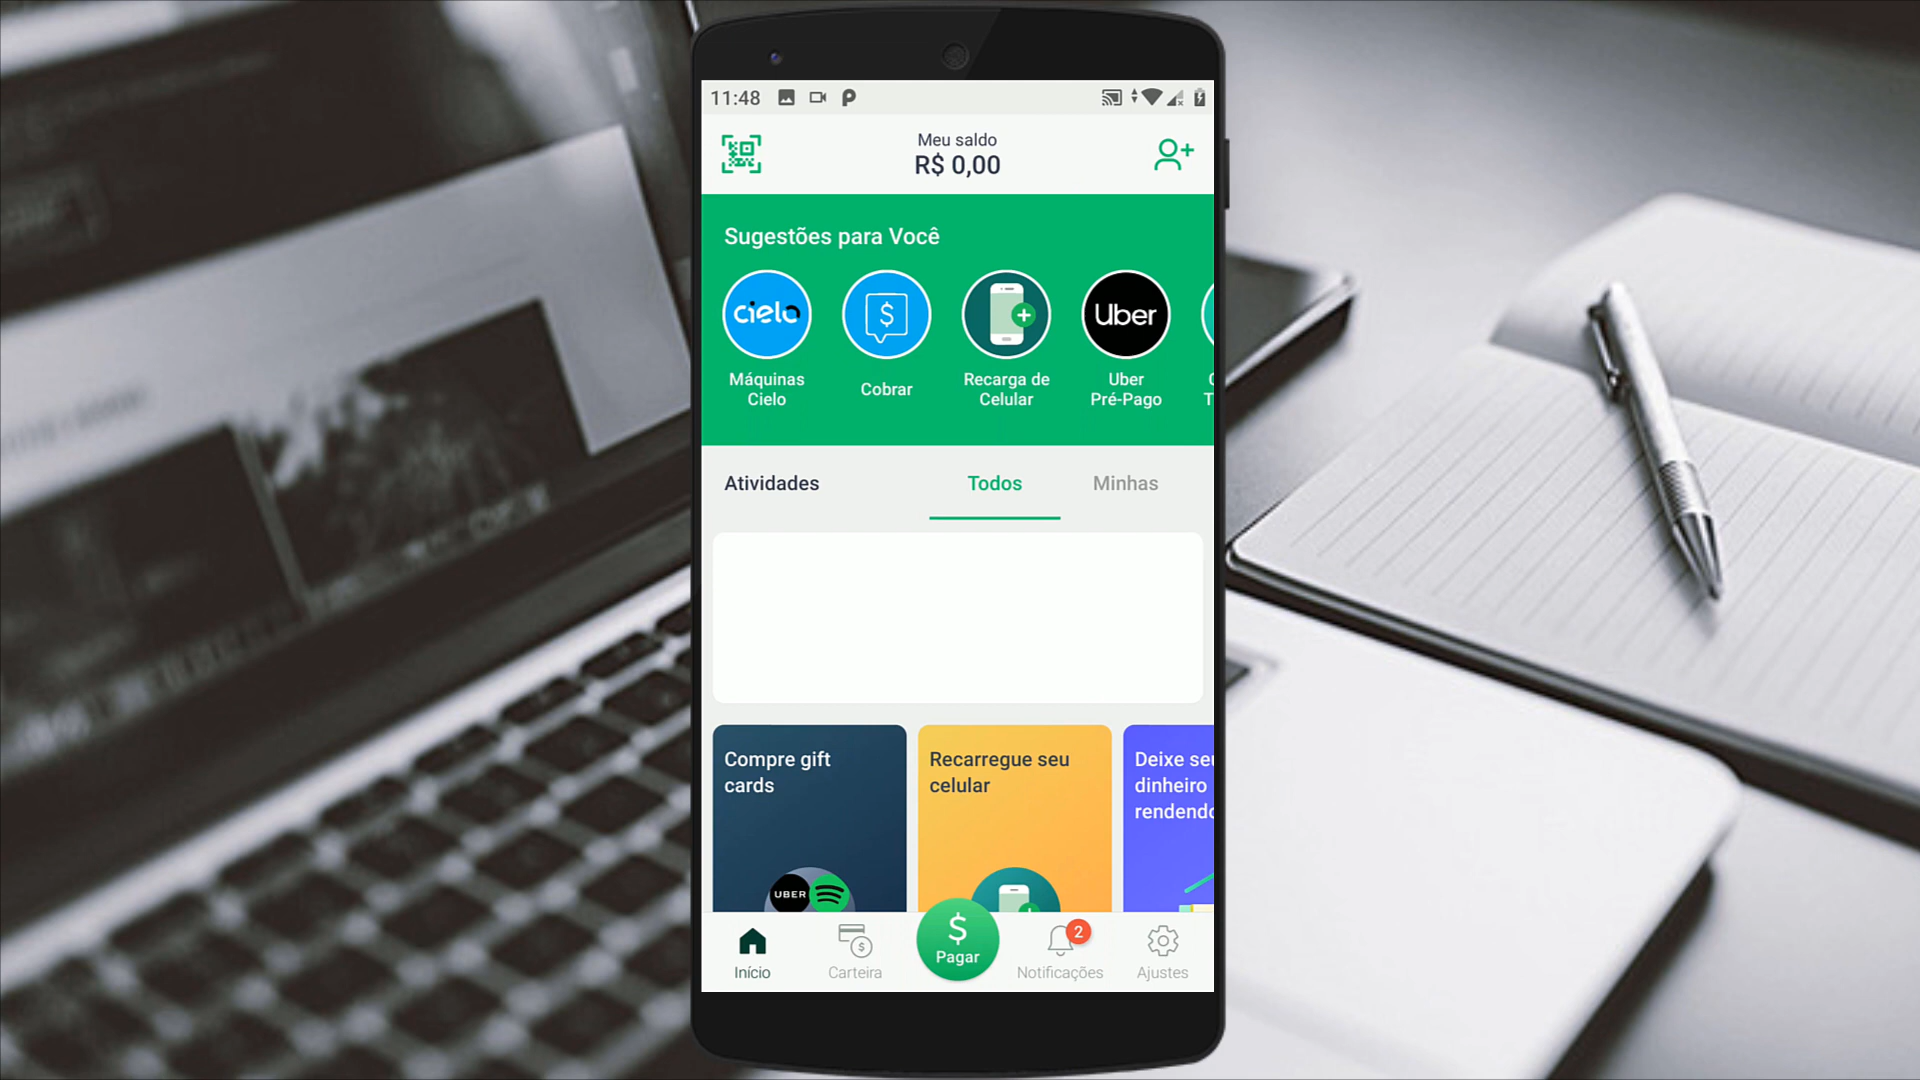 11:48
Meu saldo
R$ 0,00
Sugestões para Você
cielo
$
Uber
Máquinas
Cielo
Cobrar
Recarga de
Celular
Uber
Pré-Pago
Atividades
Todos
Minhas
Compre gift
cards
Recarregue seu
celular
Deixe seu
dinheiro
rendendo
UBER
$
Pagar
2
Início
Carteira
Notificações
Ajustes